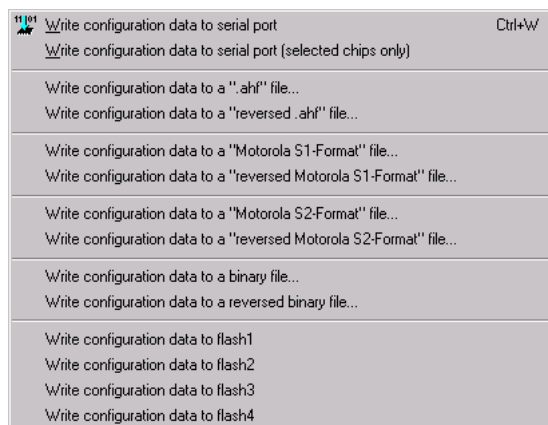 11 01 Write configuration data to serial port Ctrl+W
Write configuration data to serial port (selected chips only)
Write configuration data to a ".ahf" file...
Write configuration data to a "reversed .ahf" file...
Write configuration data to a "Motorola S1-Format" file...
Write configuration data to a "reversed Motorola S1-Format" file...
Write configuration data to a "Motorola S2-Format" file...
Write configuration data to a "reversed Motorola S2-Format" file...
Write configuration data to a binary file...
Write configuration data to a reversed binary file...
Write configuration data to flash1
Write configuration data to flash2
Write configuration data to flash3
Write configuration data to flash4